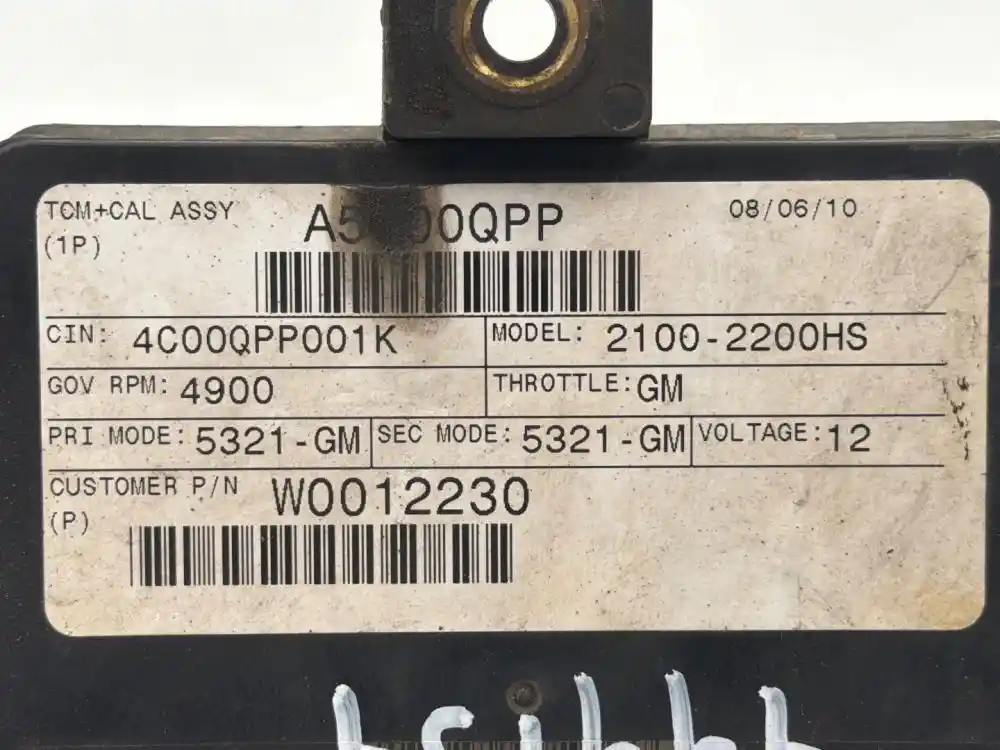 TCM+CAL ASSY
(1P)
08/06/10
CIN: 4C00QPP001K
MODEL: 2100-2200HS
GOV RPM: 4900
THROTTLE: GM
PRI MODE: 5321-GM
SEC MODE: 5321-GM
VOLTAGE: 12
CUSTOMER P/N W0012230
(P)